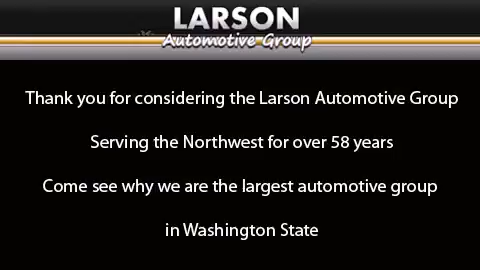 LARSON
Automotive Group
Thank you for considering the Larson Automotive Group
Serving the Northwest for over 58 years
Come see why we are the largest automotive group
in Washington State